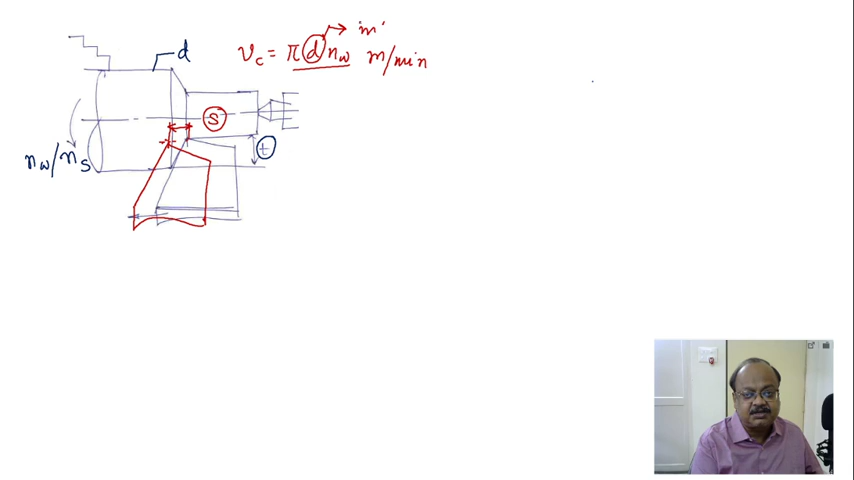 d
v_c = π d n_w m/min
'm'
s
t
n_w/n_s